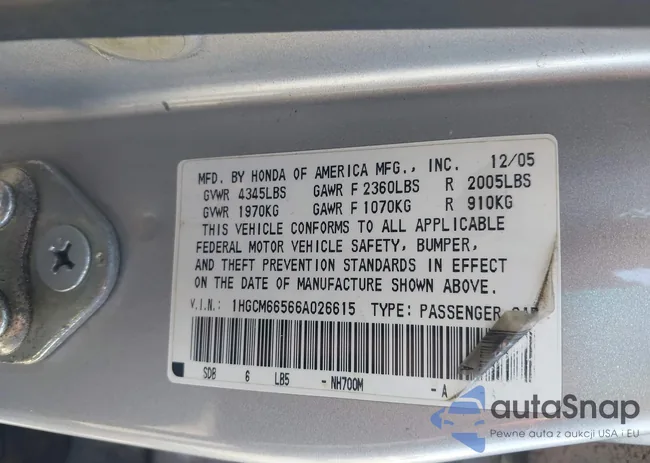 MFD. BY HONDA OF AMERICA MFG., INC. 12/05
GVWR 4345LBS GAWR F 2360LBS R 2005LBS
GVWR 1970KG GAWR F 1070KG R 910KG
THIS VEHICLE CONFORMS TO ALL APPLICABLE
FEDERAL MOTOR VEHICLE SAFETY, BUMPER,
AND THEFT PREVENTION STANDARDS IN EFFECT
ON THE DATE OF MANUFACTURE SHOWN ABOVE.
V.I.N.: 1HGCM66566A026615 TYPE: PASSENGER CAR
SDB 6 LB5 -NH700M -A
autaSnap
Pewne auta z aukcji USA i EU